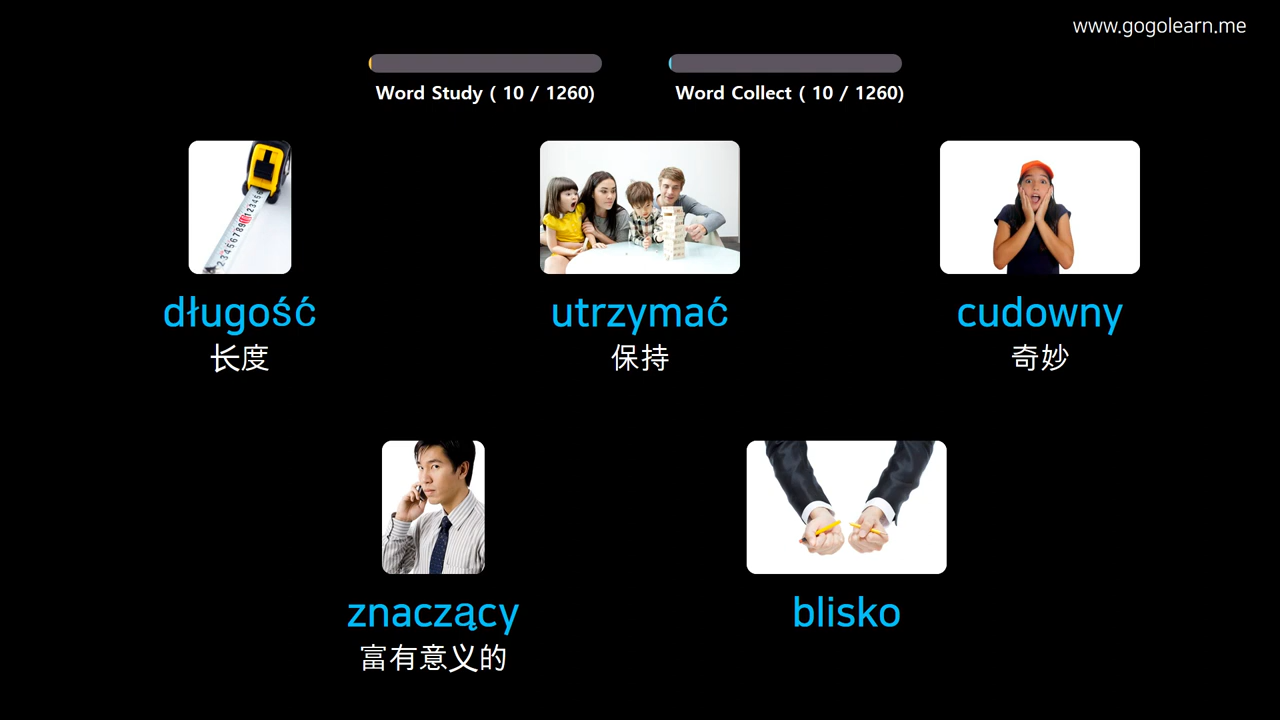 www.gogolearn.me
Word Study ( 10 / 1260)
Word Collect ( 10 / 1260)
długość
长度
utrzymać
保持
cudowny
奇妙
znaczący
富有意义的
blisko